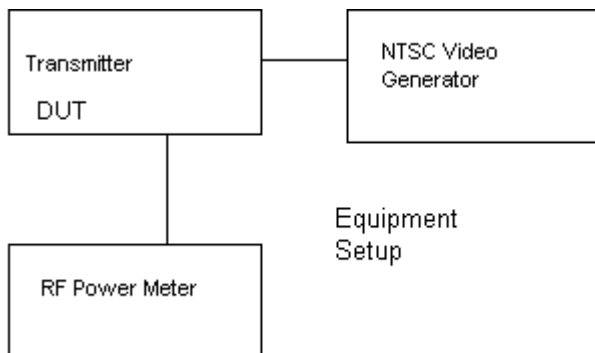 Transmitter
DUT
NTSC Video
Generator
Equipment
Setup
RF Power Meter